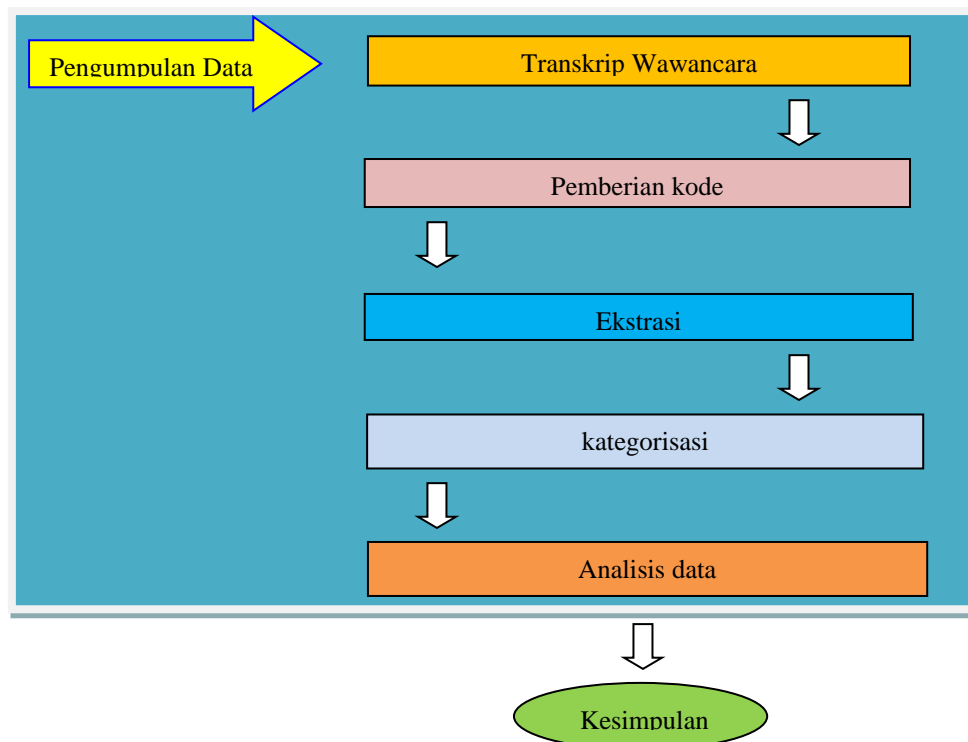 Pengumpulan Data
Transkrip Wawancara
Pemberian kode
Ekstrasi
kategorisasi
Analisis data
Kesimpulan